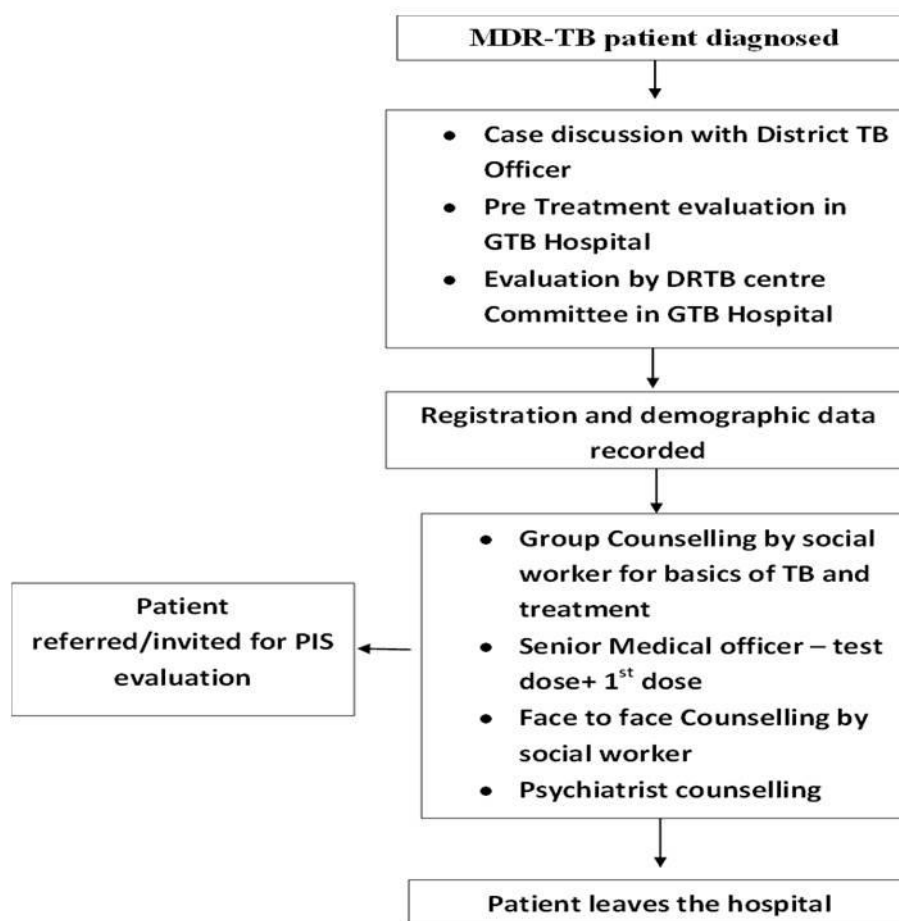 MDR-TB patient diagnosed
• Case discussion with District TB
Officer
• Pre Treatment evaluation in
GTB Hospital
• Evaluation by DRTB centre
Committee in GTB Hospital
Registration and demographic data
recorded
• Group Counselling by social
worker for basics of TB and
treatment
• Senior Medical officer – test
dose+ 1st dose
• Face to face Counselling by
social worker
• Psychiatrist counselling
Patient
referred/invited for PIS
evaluation
Patient leaves the hospital